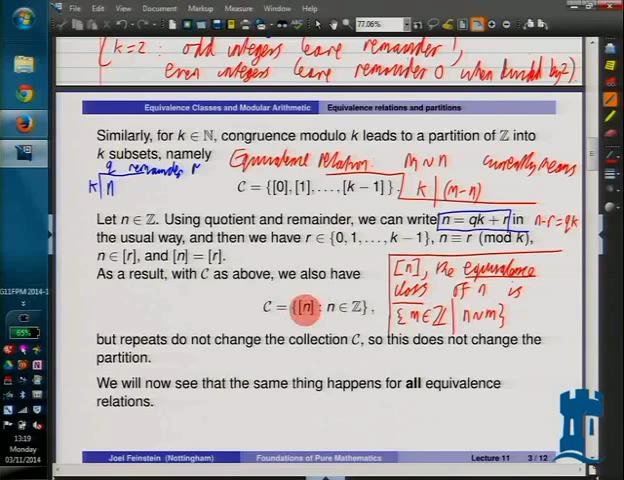 File Edit View Document Markup Window Help
77.06%
k=2 : odd integers leave remainder 1,
even integers leave remainder 0 when divided by 2).
Equivalence Classes and Modular Arithmetic Equivalence relations and partitions
Similarly, for k ∈ ℕ, congruence modulo k leads to a partition of ℤ into
k subsets, namely
q remainder r
k | n
Equivalence relation. m ~ n currently means
k | (m-n)
C = {[0], [1], . . . , [k − 1]} .
Let n ∈ ℤ. Using quotient and remainder, we can write n = qk + r in
n-r=qk
the usual way, and then we have r ∈ {0, 1, . . . , k − 1}, n ≡ r (mod k),
n ∈ [r], and [n] = [r].
As a result, with C as above, we also have
[n], the equivalence
class of n is
{m∈ℤ | n~m}
C = {[n] : n ∈ ℤ} ,
but repeats do not change the collection C, so this does not change the
partition.
We will now see that the same thing happens for all equivalence
relations.
Joel Feinstein (Nottingham) Foundations of Pure Mathematics Lecture 11 3 / 12
G11FPM 2014-1
65%
13:19
Monday
03/11/2014